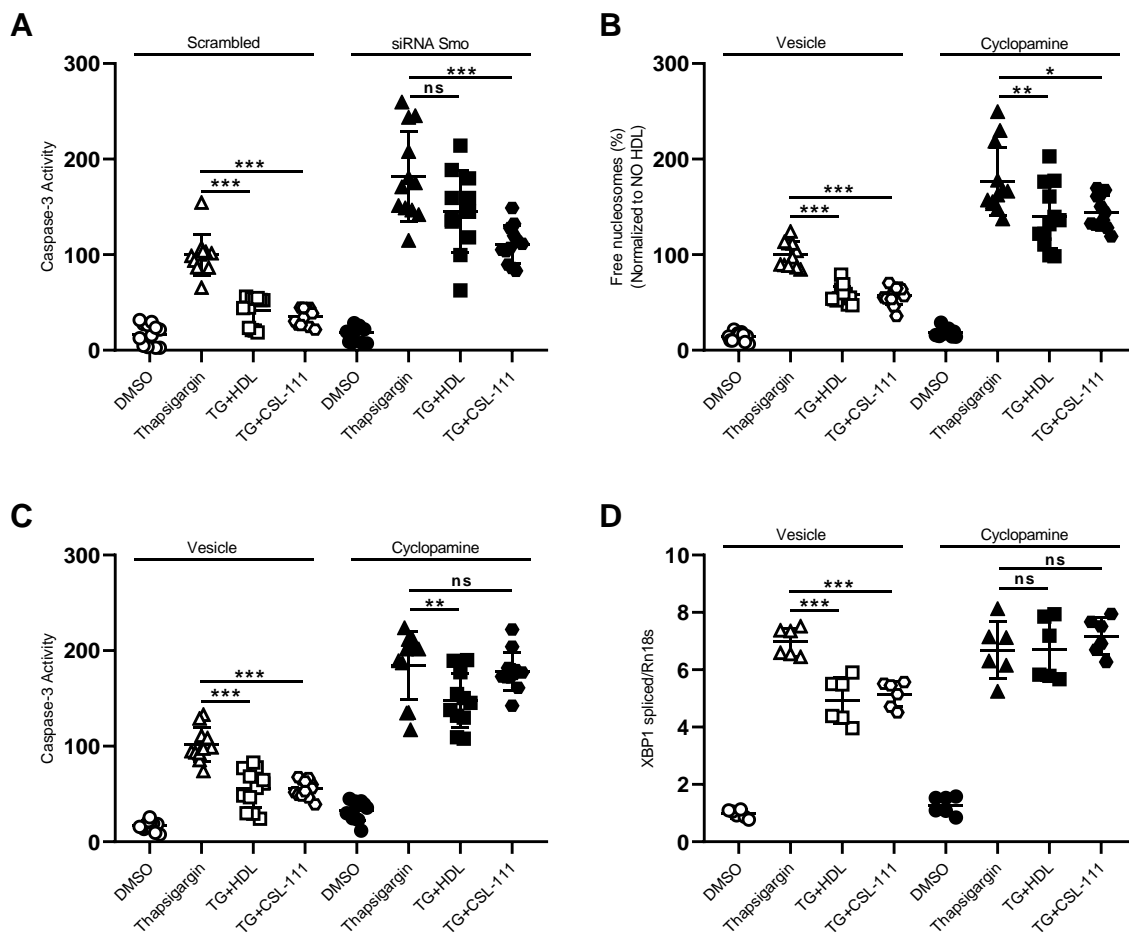 A
Scrambled
siRNA Smo
300
200
100
0
Caspase-3 Activity
***
***
***
ns
DMSO
Thapsigargin
TG+HDL
TG+CSL-111
DMSO
Thapsigargin
TG+HDL
TG+CSL-111
B
Vesicle
Cyclopamine
300
200
100
0
Free nucleosomes (%)
(Normalized to NO HDL)
***
***
*
**
DMSO
Thapsigargin
TG+HDL
TG+CSL-111
DMSO
Thapsigargin
TG+HDL
TG+CSL-111
C
Vesicle
Cyclopamine
300
200
100
0
Caspase-3 Activity
***
***
ns
**
DMSO
Thapsigargin
TG+HDL
TG+CSL-111
DMSO
Thapsigargin
TG+HDL
TG+CSL-111
D
Vesicle
Cyclopamine
10
8
6
4
2
0
XBP1 spliced/Rn18s
***
***
ns
ns
DMSO
Thapsigargin
TG+HDL
TG+CSL-111
DMSO
Thapsigargin
TG+HDL
TG+CSL-111